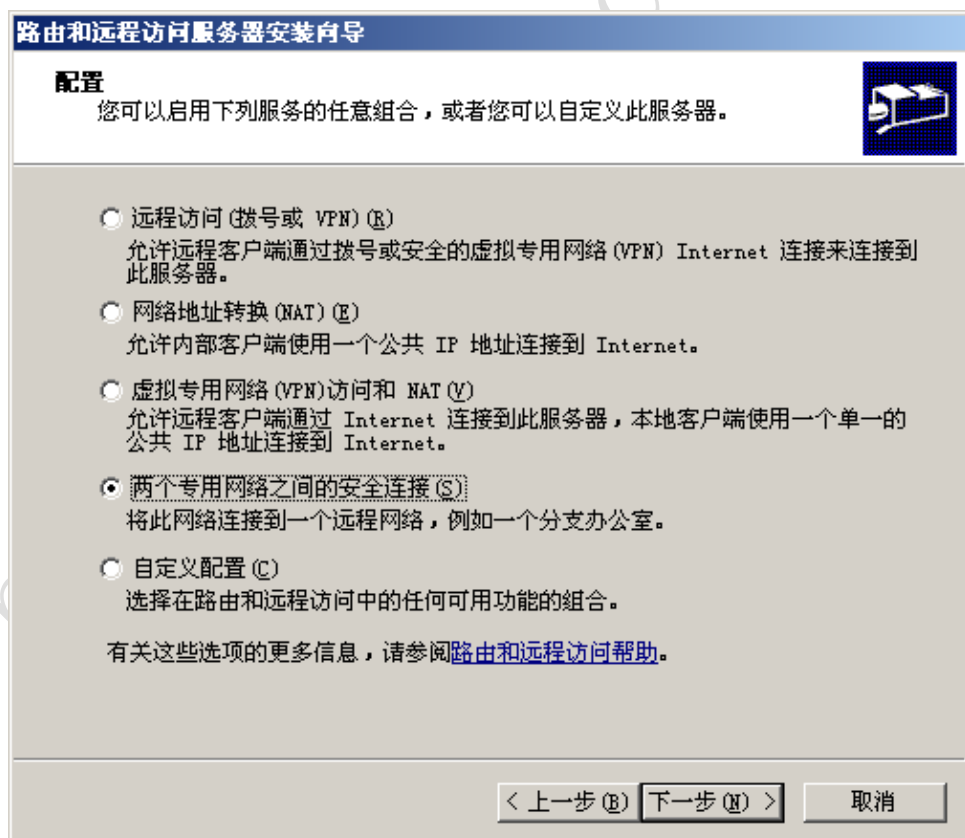 路由和远程访问服务器安装向导
配置
您可以启用下列服务的任意组合，或者您可以自定义此服务器。
远程访问(拨号或 VPN)(R)
允许远程客户端通过拨号或安全的虚拟专用网络(VPN) Internet 连接来连接到
此服务器。
网络地址转换(NAT)(E)
允许内部客户端使用一个公共 IP 地址连接到 Internet。
虚拟专用网络(VPN)访问和 NAT(V)
允许远程客户端通过 Internet 连接到此服务器，本地客户端使用一个单一的
公共 IP 地址连接到 Internet。
两个专用网络之间的安全连接(S)
将此网络连接到一个远程网络，例如一个分支办公室。
自定义配置(C)
选择在路由和远程访问中的任何可用功能的组合。
有关这些选项的更多信息，请参阅路由和远程访问帮助。
< 上一步(B) 下一步(N) > 取消